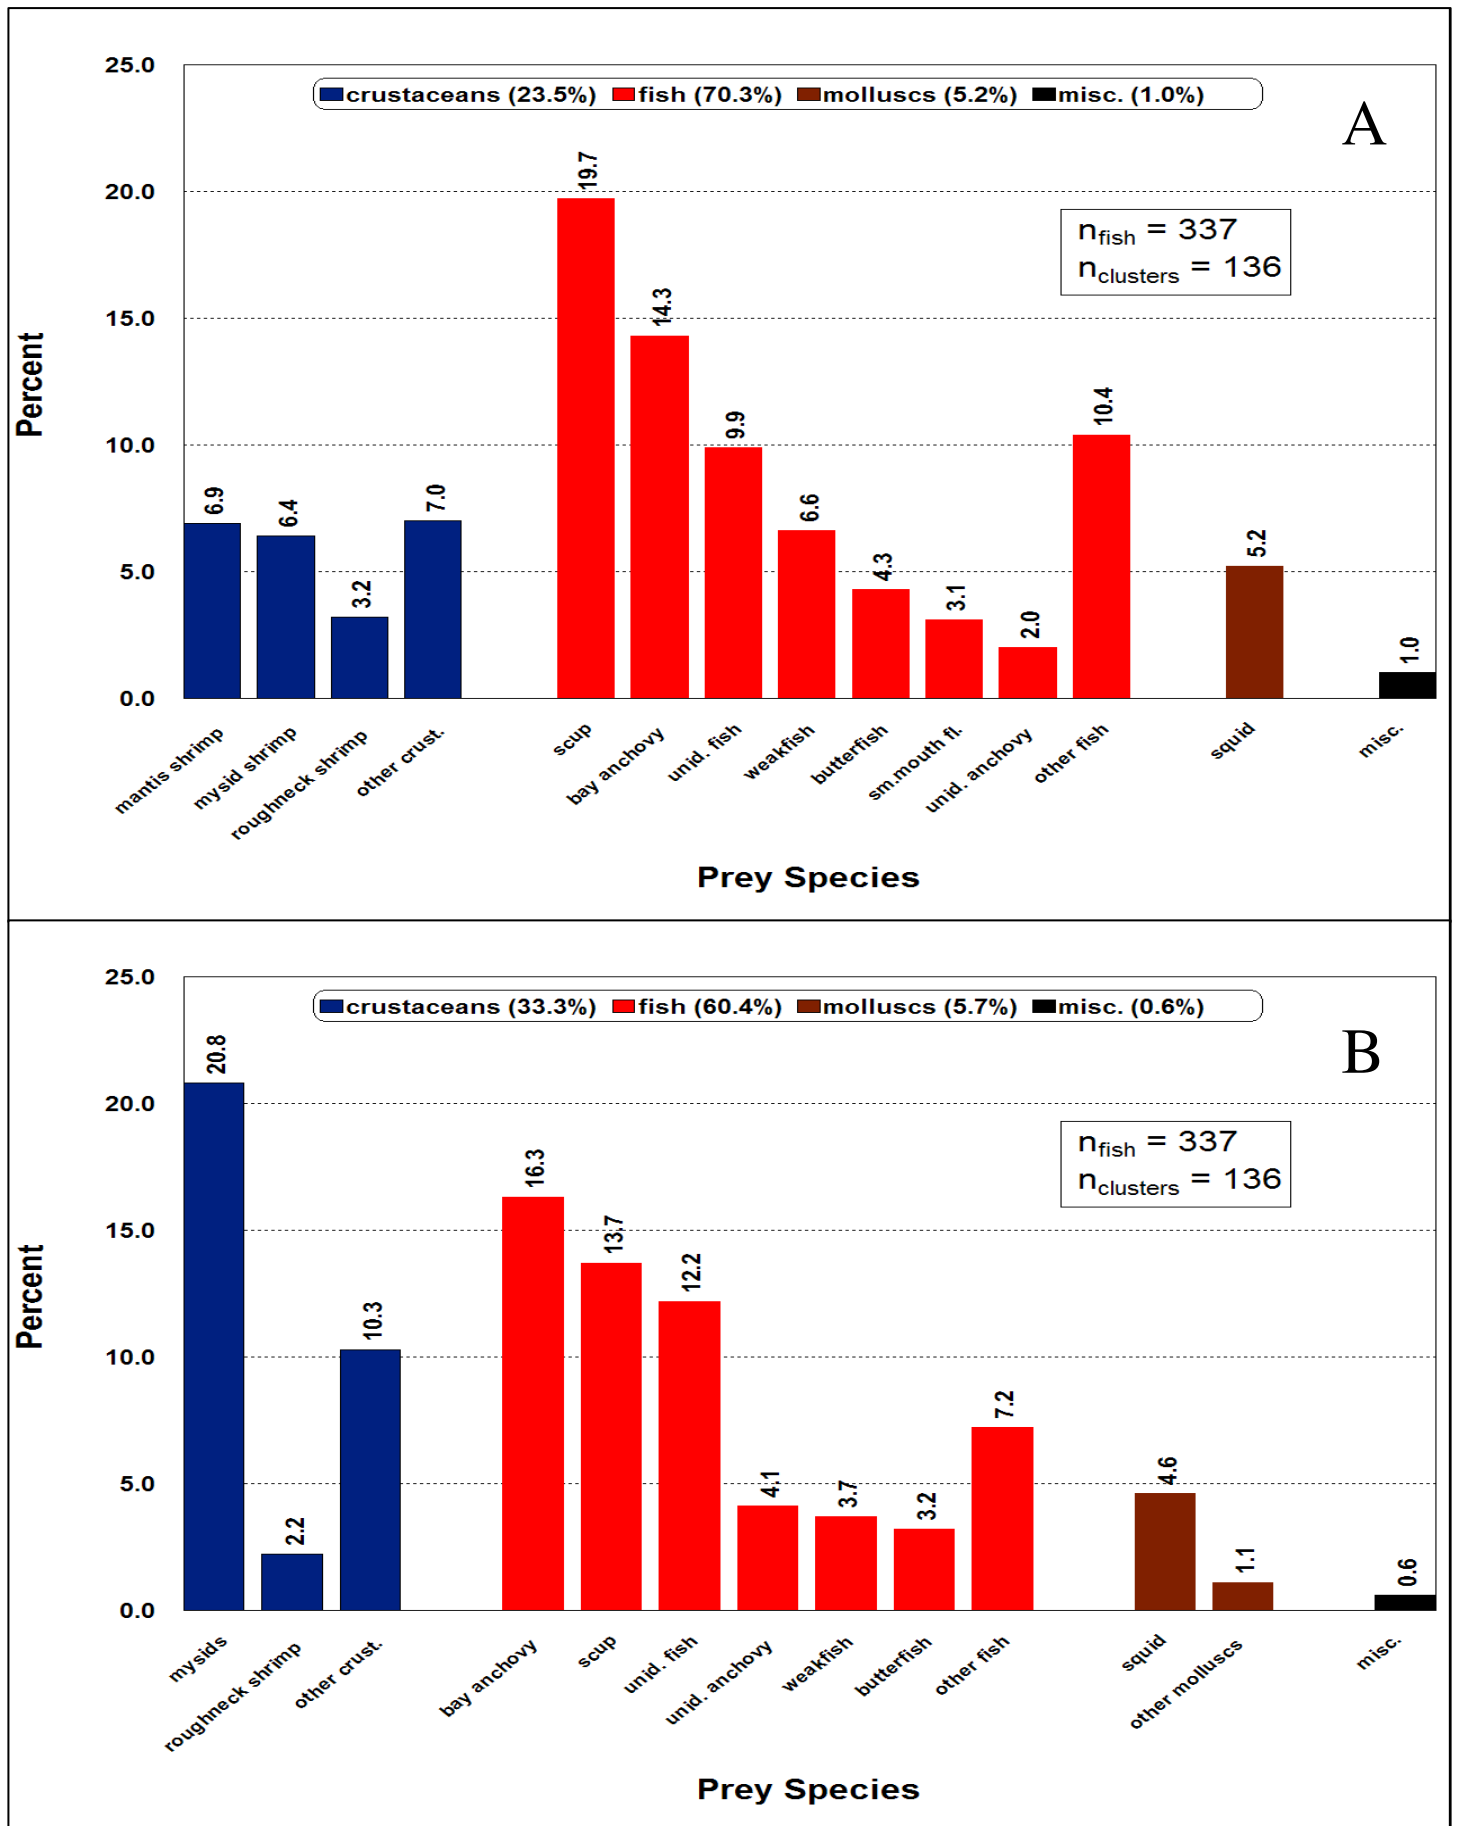 25.0
crustaceans (23.5%) fish (70.3%) molluscs (5.2%) misc. (1.0%)
A
20.0
15.0
10.0
5.0
0.0
Percent
nfish = 337
nclusters = 136
6.9
6.4
3.2
7.0
19.7
14.3
9.9
6.6
4.3
3.1
2.0
10.4
5.2
1.0
mantis shrimp
mysid shrimp
roughneck shrimp
other crust.
scup
bay anchovy
unid. fish
weakfish
butterfish
sm.mouth fl.
unid. anchovy
other fish
squid
misc.
Prey Species
25.0
crustaceans (33.3%) fish (60.4%) molluscs (5.7%) misc. (0.6%)
B
20.0
15.0
10.0
5.0
0.0
Percent
nfish = 337
nclusters = 136
20.8
2.2
10.3
16.3
13.7
12.2
4.1
3.7
3.2
7.2
4.6
1.1
0.6
mysids
roughneck shrimp
other crust.
bay anchovy
scup
unid. fish
unid. anchovy
weakfish
butterfish
other fish
squid
other molluscs
misc.
Prey Species